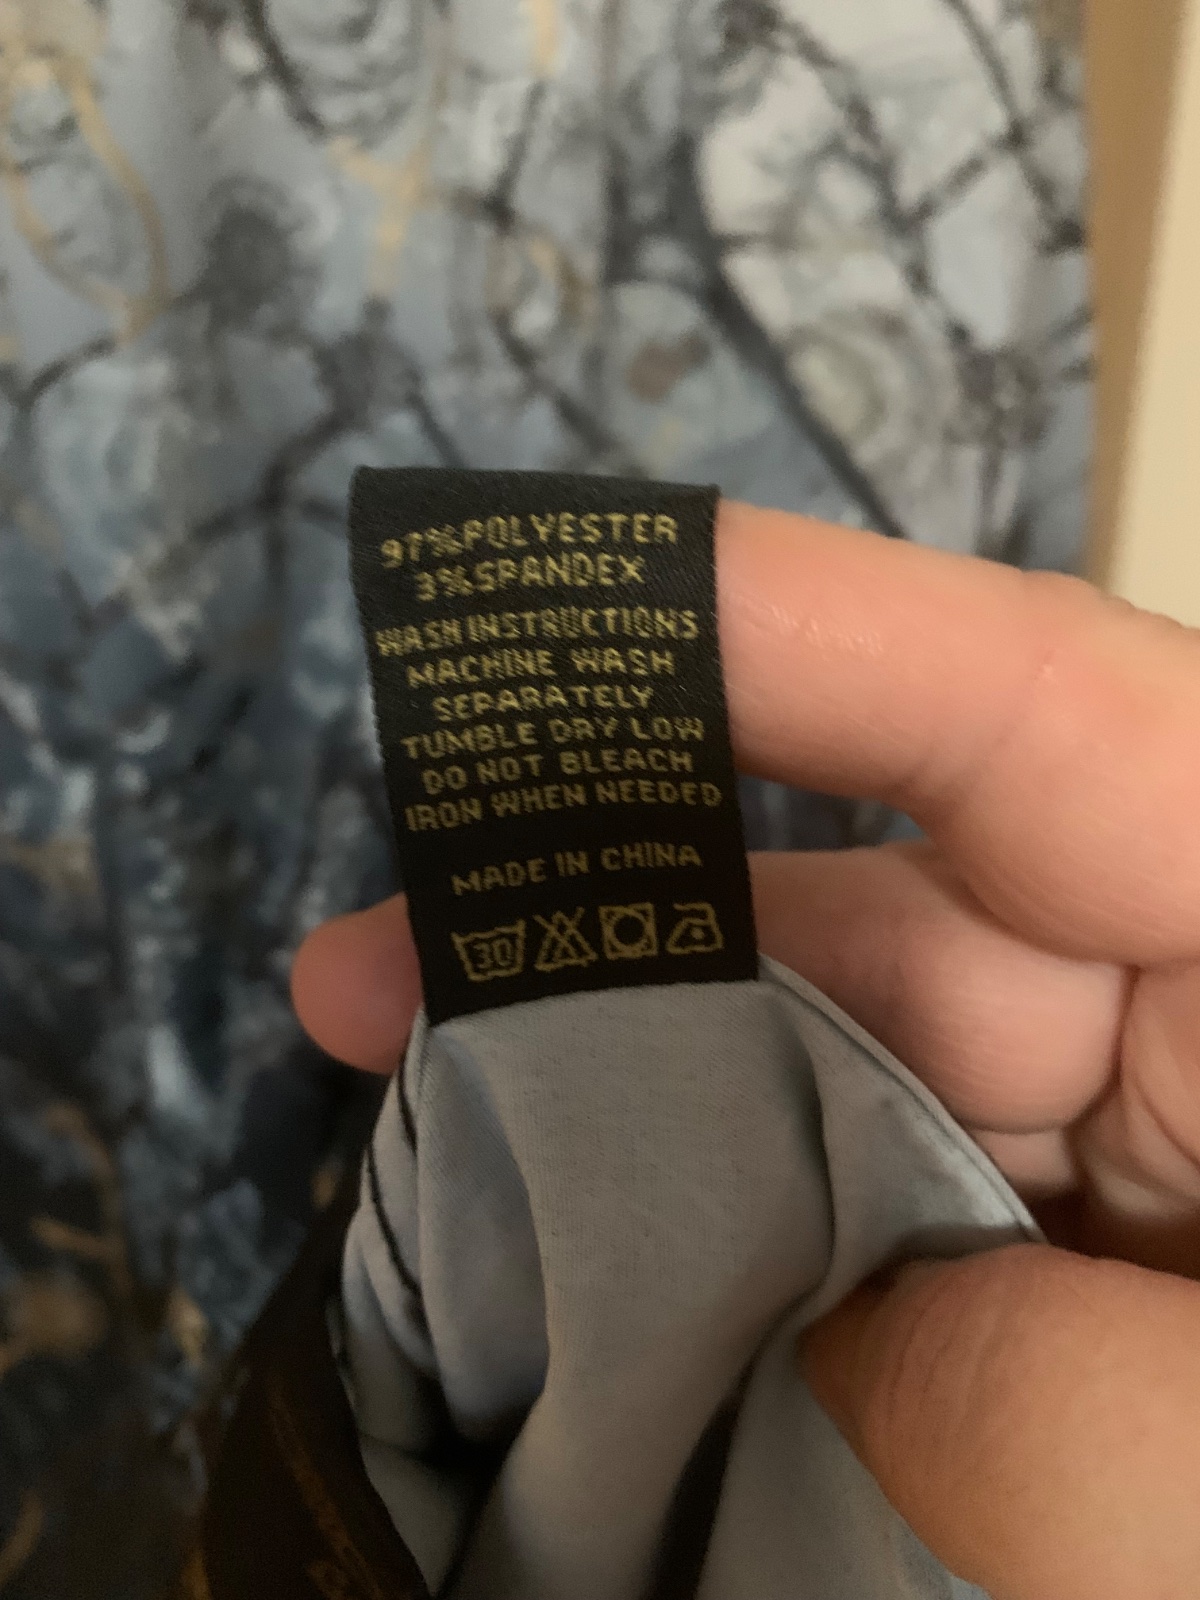 97%POLYESTER
3%SPANDEX
WASH INSTRUCTIONS
MACHINE WASH
SEPARATELY
TUMBLE DRY LOW
DO NOT BLEACH
IRON WHEN NEEDED
MADE IN CHINA
30